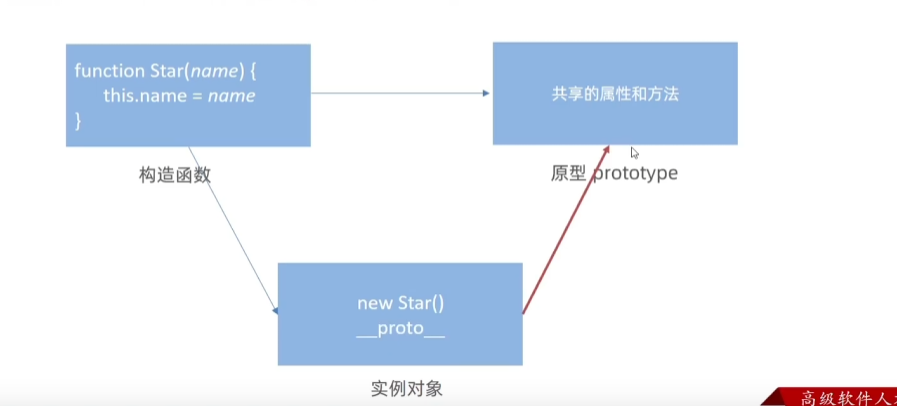 function Star(name) {
this.name = name
}
构造函数
共享的属性和方法
原型 prototype
new Star()
__proto__
实例对象
高级软件人